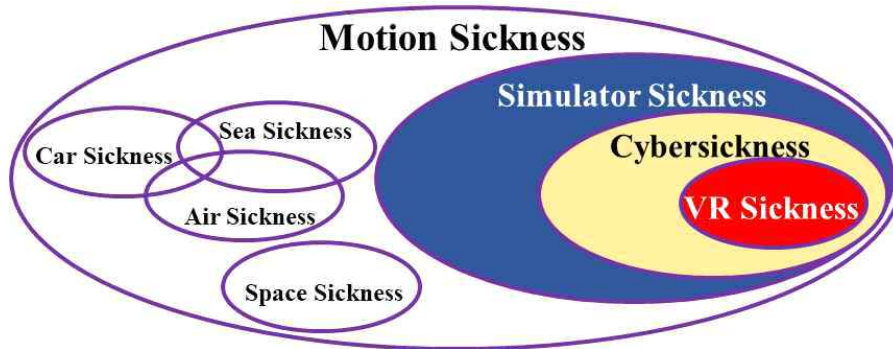 Motion Sickness
Simulator Sickness
Sea Sickness
Car Sickness
Cybersickness
Air Sickness
VR Sickness
Space Sickness